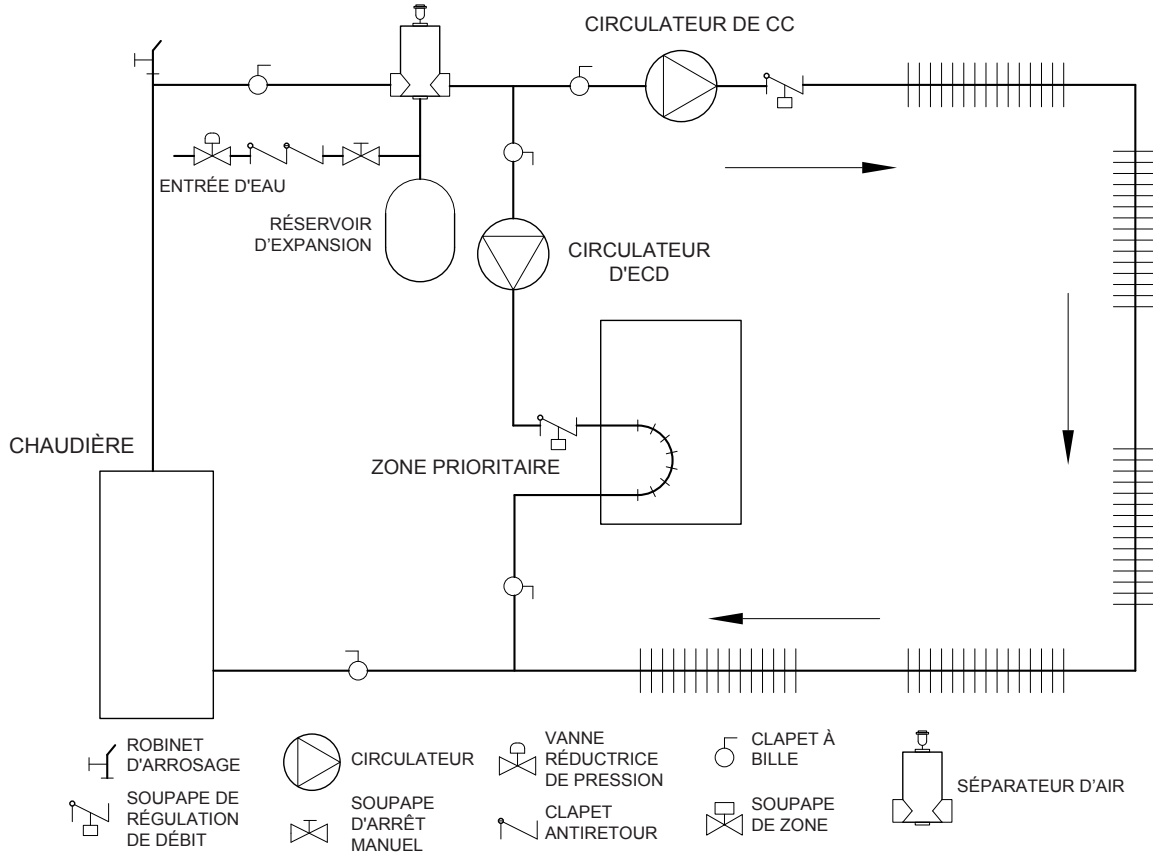 CIRCULATEUR DE CC
ENTRÉE D'EAU
RÉSERVOIR
D'EXPANSION
CIRCULATEUR
D'ECD
CHAUDIÈRE
ZONE PRIORITAIRE
ROBINET
D'ARROSAGE
CIRCULATEUR
VANNE
RÉDUCTRICE
DE PRESSION
CLAPET À
BILLE
SÉPARATEUR D'AIR
SOUPAPE DE
RÉGULATION
DE DÉBIT
SOUPAPE
D'ARRÊT
MANUEL
CLAPET
ANTIRETOUR
SOUPAPE
DE ZONE